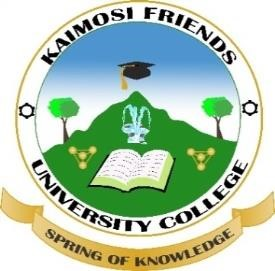 KAIMOSI FRIENDS
UNIVERSITY COLLEGE
SPRING OF KNOWLEDGE